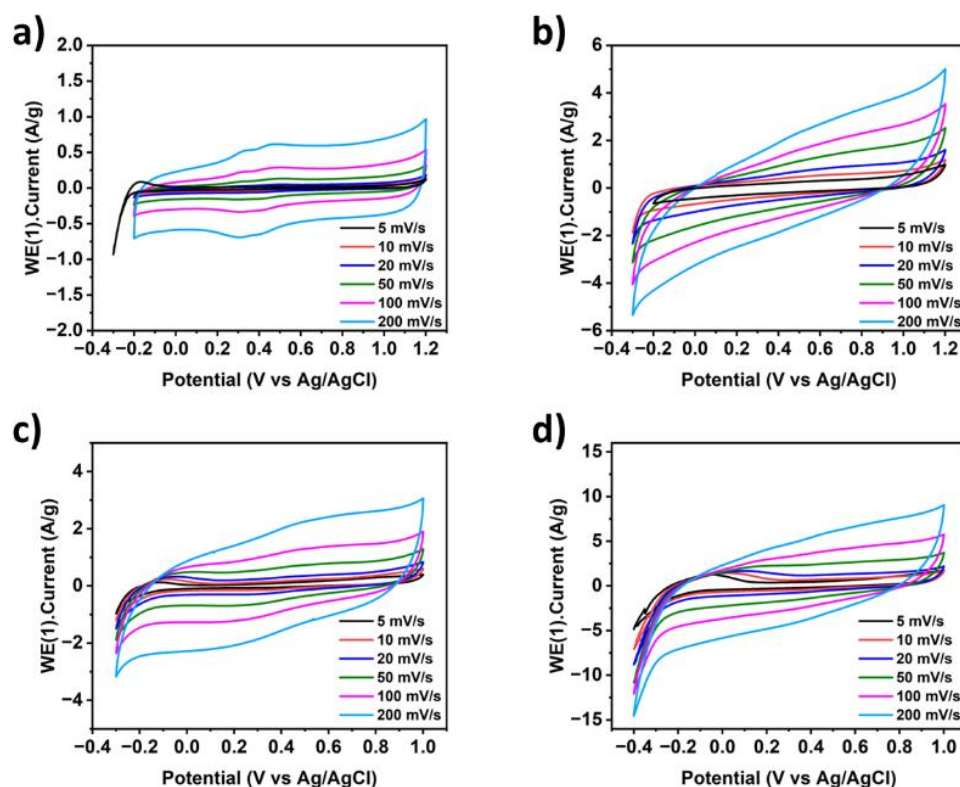 a)
WE(1).Current (A/g)
2.0
1.5
1.0
0.5
0.0
−0.5
−1.0
−1.5
−2.0
5 mV/s
10 mV/s
20 mV/s
50 mV/s
100 mV/s
200 mV/s
−0.4 −0.2 0.0 0.2 0.4 0.6 0.8 1.0 1.2
Potential (V vs Ag/AgCl)
b)
WE(1).Current (A/g)
6
4
2
0
−2
−4
−6
5 mV/s
10 mV/s
20 mV/s
50 mV/s
100 mV/s
200 mV/s
−0.4 −0.2 0.0 0.2 0.4 0.6 0.8 1.0 1.2
Potential (V vs Ag/AgCl)
c)
WE(1).Current (A/g)
4
2
0
−2
−4
5 mV/s
10 mV/s
20 mV/s
50 mV/s
100 mV/s
200 mV/s
−0.4 −0.2 0.0 0.2 0.4 0.6 0.8 1.0
Potential (V vs Ag/AgCl)
d)
WE(1).Current (A/g)
15
10
5
0
−5
−10
−15
5 mV/s
10 mV/s
20 mV/s
50 mV/s
100 mV/s
200 mV/s
−0.4 −0.2 0.0 0.2 0.4 0.6 0.8 1.0
Potential (V vs Ag/AgCl)